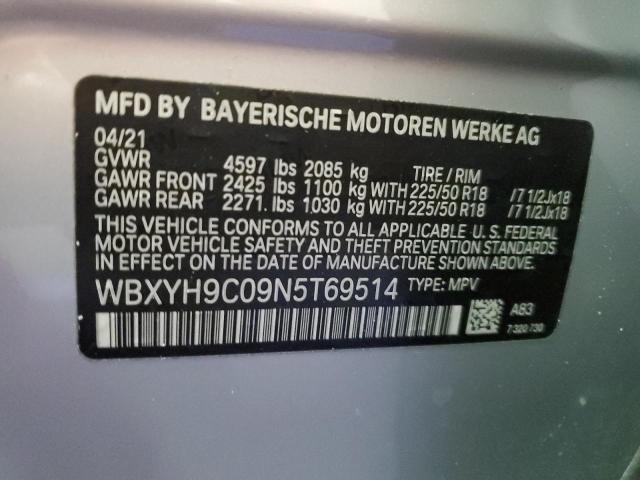 MFD BY BAYERISCHE MOTOREN WERKE AG
04/21
GVWR 4597 lbs 2085 kg TIRE / RIM
GAWR FRONT 2425 lbs 1100 kg WITH 225/50 R18 /7 1/2Jx18
GAWR REAR 2271 lbs 1030 kg WITH 225/50 R18 /7 1/2Jx18
THIS VEHICLE CONFORMS TO ALL APPLICABLE U. S. FEDERAL
MOTOR VEHICLE SAFETY AND THEFT PREVENTION STANDARDS
IN EFFECT ON THE DATE OF MANUFACTURE SHOWN ABOVE.
WBXYH9C09N5T69514 TYPE: MPV
A83
7 320 730